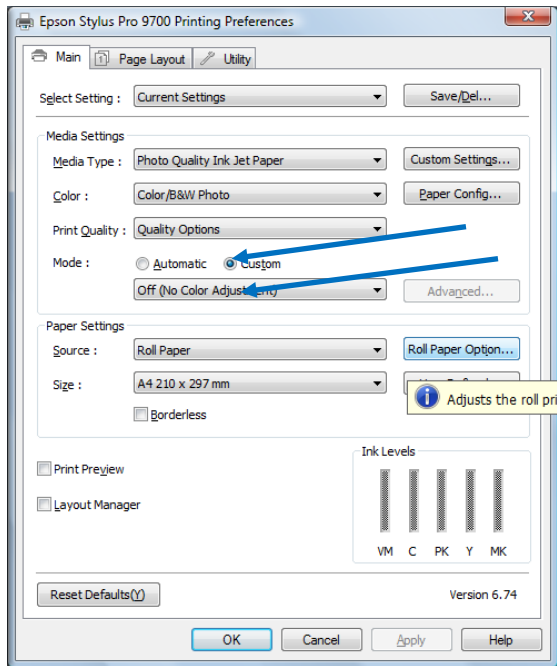 Epson Stylus Pro 9700 Printing Preferences
Main Page Layout Utility
Select Setting : Current Settings Save/Del...
Media Settings
Media Type : Photo Quality Ink Jet Paper Custom Settings...
Color : Color/B&W Photo Paper Config...
Print Quality : Quality Options
Mode : Automatic Custom
Off (No Color Adjustment) Advanced...
Paper Settings
Source : Roll Paper Roll Paper Option...
Size : A4 210 x 297 mm
Adjusts the roll pri
Borderless
Ink Levels
Print Preview
Layout Manager
VM C PK Y MK
Reset Defaults(Y) Version 6.74
OK Cancel Apply Help